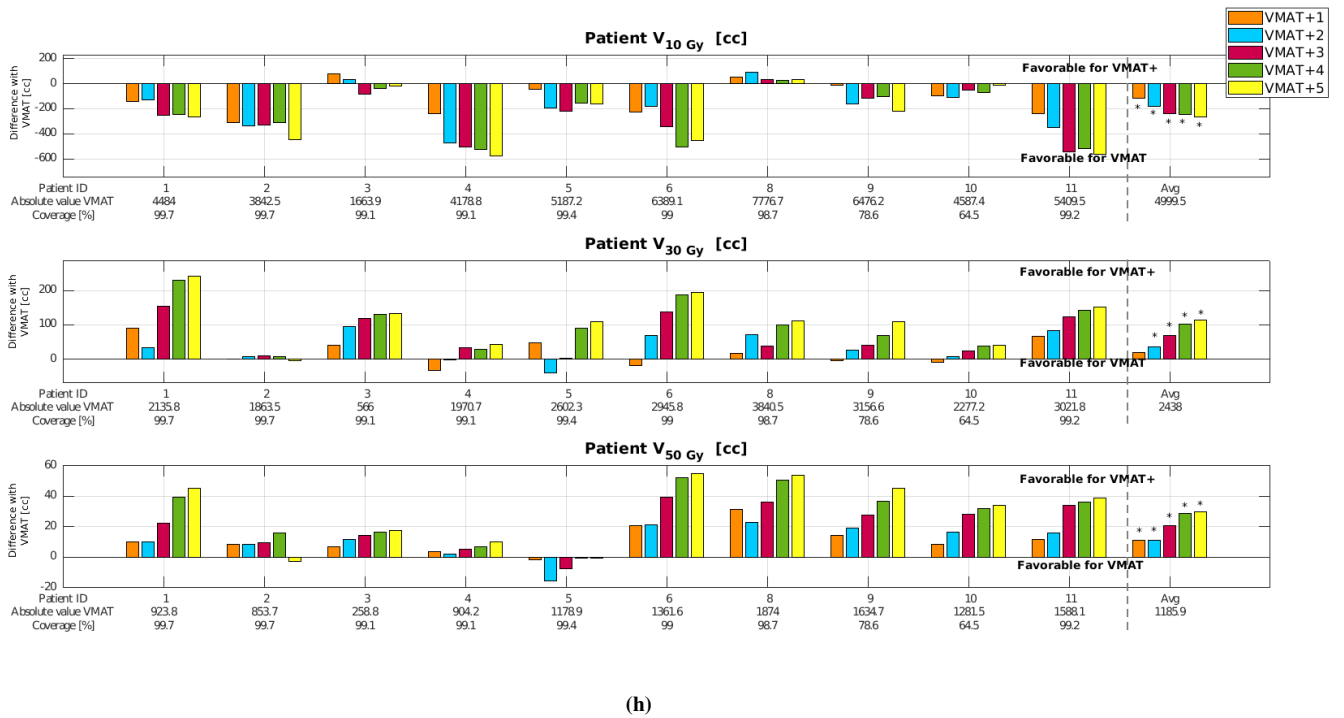 VMAT+1
VMAT+2
VMAT+3
VMAT+4
VMAT+5
Patient V10 Gy [cc]
Difference with
VMAT [cc]
200
0
-200
-400
-600
Favorable for VMAT+
* * * * *
Favorable for VMAT
Patient ID 1 2 3 4 5 6 8 9 10 11 Avg
Absolute value VMAT 4484 3842.5 1663.9 4178.8 5187.2 6389.1 7776.7 6476.2 4587.4 5409.5 4999.5
Coverage [%] 99.7 99.7 99.1 99.1 99.4 99 98.7 78.6 64.5 99.2
Patient V30 Gy [cc]
Difference with
VMAT [cc]
200
100
0
Favorable for VMAT+
* * * *
Favorable for VMAT
Patient ID 1 2 3 4 5 6 8 9 10 11 Avg
Absolute value VMAT 2135.8 1863.5 566 1970.7 2602.3 2945.8 3840.5 3156.6 2277.2 3021.8 2438
Coverage [%] 99.7 99.7 99.1 99.1 99.4 99 98.7 78.6 64.5 99.2
Patient V50 Gy [cc]
Difference with
VMAT [cc]
60
40
20
0
-20
Favorable for VMAT+
* * * * *
Favorable for VMAT
Patient ID 1 2 3 4 5 6 8 9 10 11 Avg
Absolute value VMAT 923.8 853.7 258.8 904.2 1178.9 1361.6 1874 1634.7 1281.5 1588.1 1185.9
Coverage [%] 99.7 99.7 99.1 99.1 99.4 99 98.7 78.6 64.5 99.2
(h)